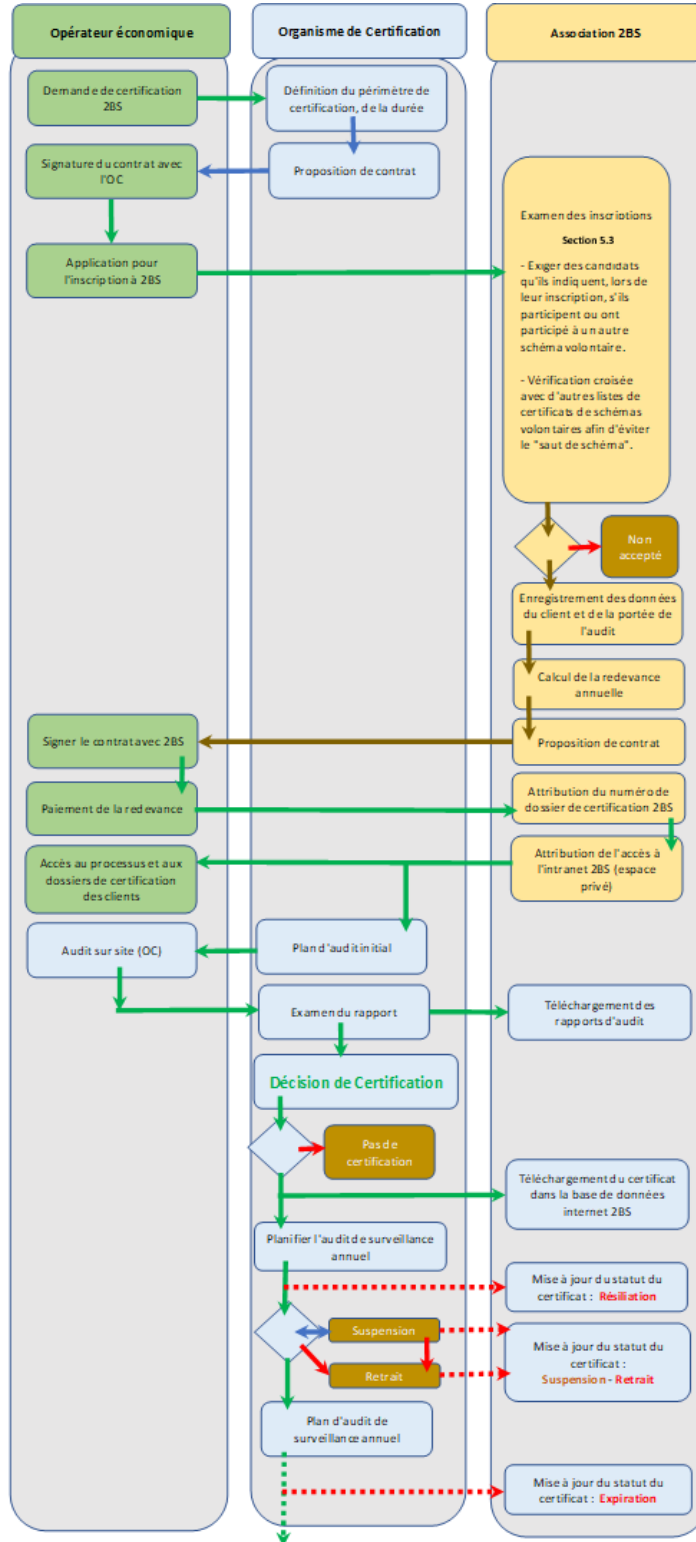 Opérateur économique
Organisme de Certification
Association 2BS
Demande de certification
2BS
Définition du périmètre de
certification, de la durée
Signature du contrat avec
l'OC
Proposition de contrat
Application pour
l'inscription à 2BS
Examen des inscriptions
Section 5.3
- Exiger des candidats
qu'ils indiquent, lors de
leur inscription, s'ils
participent ou ont
participé à un autre
schéma volontaire.
- Vérification croisée
avec d'autres listes de
certificats de schémas
volontaires afin d'éviter
le "saut de schéma".
Non
accepté
Enregistrement des données
du client et de la portée de
l'audit
Calcul de la redevance
annuelle
Signer le contrat avec 2BS
Proposition de contrat
Paiement de la redevance
Attribution du numéro de
dossier de certification 2BS
Accès au processus et aux
dossiers de certification
des clients
Attribution de l'accès à
l'intranet 2BS (espace
privé)
Audit sur site (OC)
Plan d'audit initial
Examen du rapport
Téléchargement des
rapports d'audit
Décision de Certification
Pas de
certification
Téléchargement du certificat
dans la base de données
internet 2BS
Planifier l'audit de surveillance
annuel
Mise à jour du statut du
certificat : Résiliation
Suspension
Retrait
Mise à jour du statut du
certificat :
Suspension - Retrait
Plan d'audit de
surveillance annuel
Mise à jour du statut du
certificat : Expiration